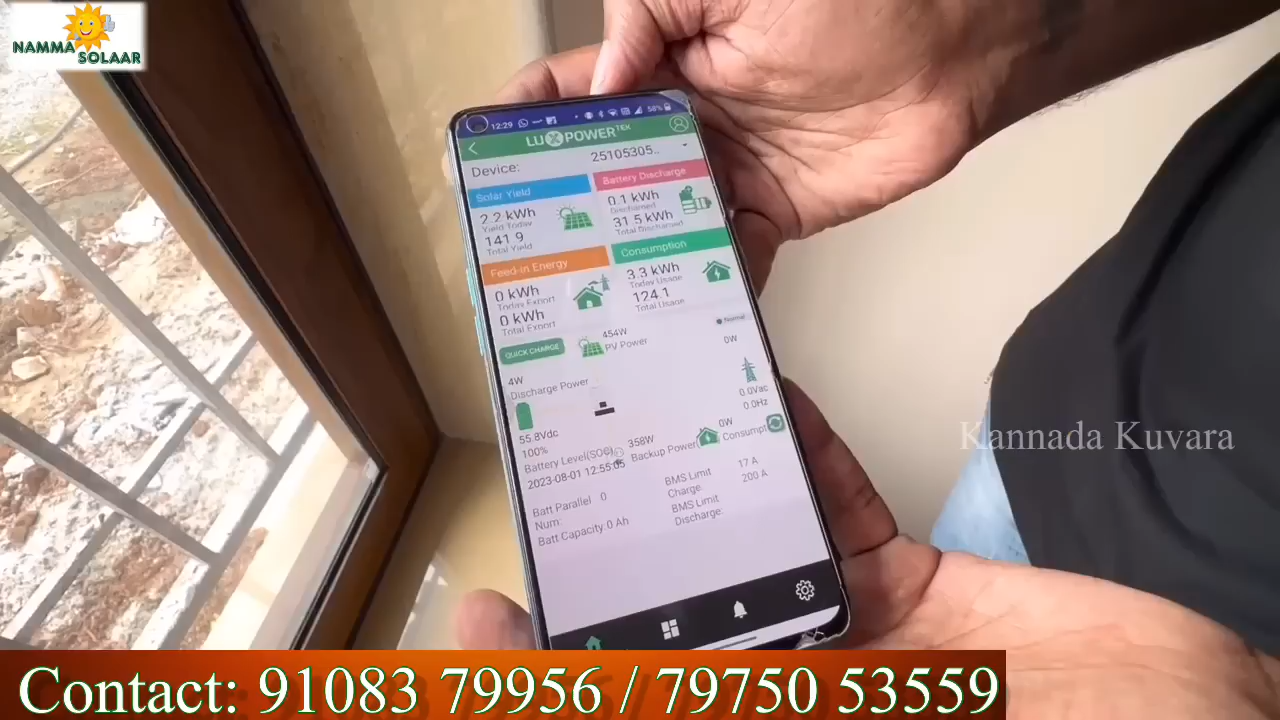 NAMMA
SOLAAR
12:29
58%
LUXPOWERTEK
Device: 25105305..
Solar Yield
2.2 kWh
Yield Today
141.9
Total Yield
Battery Discharge
0.1 kWh
Discharged
31.5 kWh
Total Discharged
Feed-in Energy
0 kWh
Today Export
0 kWh
Total Export
Consumption
3.3 kWh
Today Usage
124.1
Total Usage
Normal
QUICK CHARGE
454W
PV Power
0W
4W
Discharge Power
0.0Vac
0.0Hz
55.8Vdc
100%
Battery Level(SOC)
358W
Backup Power
0W
Consumpt
2023-08-01 12:55:05
Batt Parallel Num: 0
Batt Capacity:0 Ah
BMS Limit Charge: 17 A
BMS Limit Discharge: 200 A
Kannada Kuvara
Contact: 91083 79956 / 79750 53559